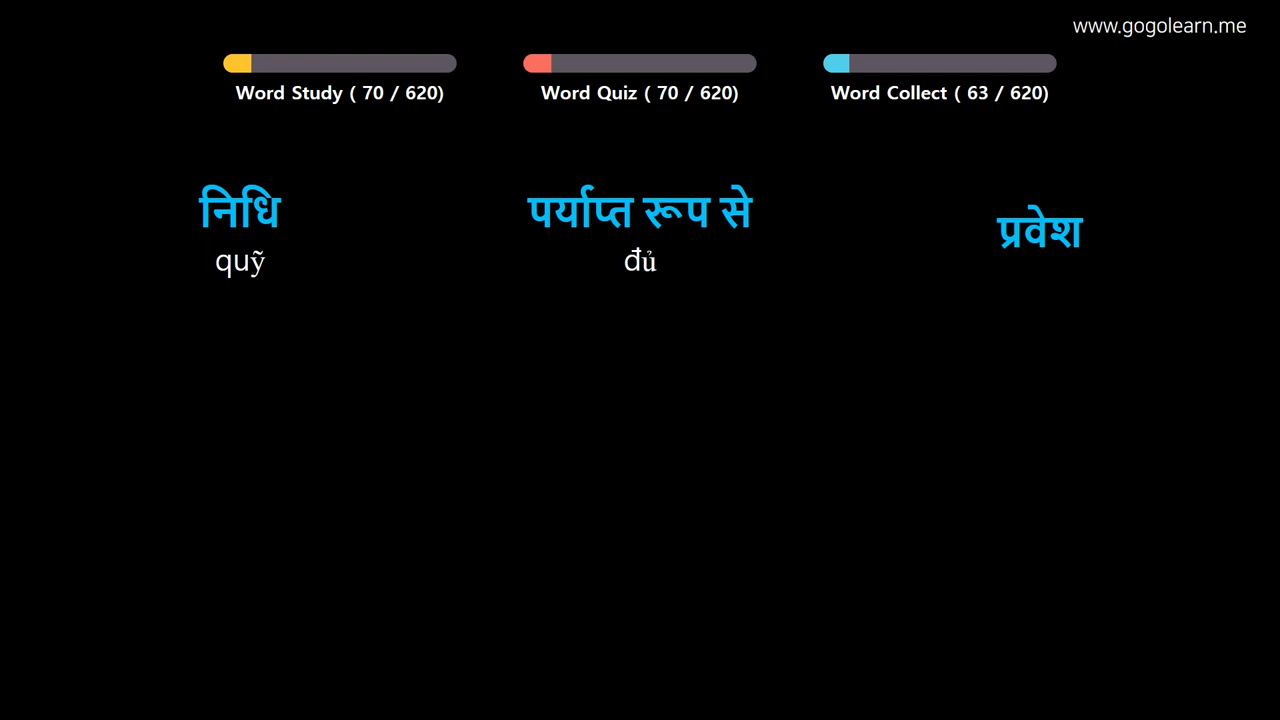 www.gogolearn.me
Word Study ( 70 / 620)
Word Quiz ( 70 / 620)
Word Collect ( 63 / 620)
निधि
quỹ
पर्याप्त रूप से
đủ
प्रवेश